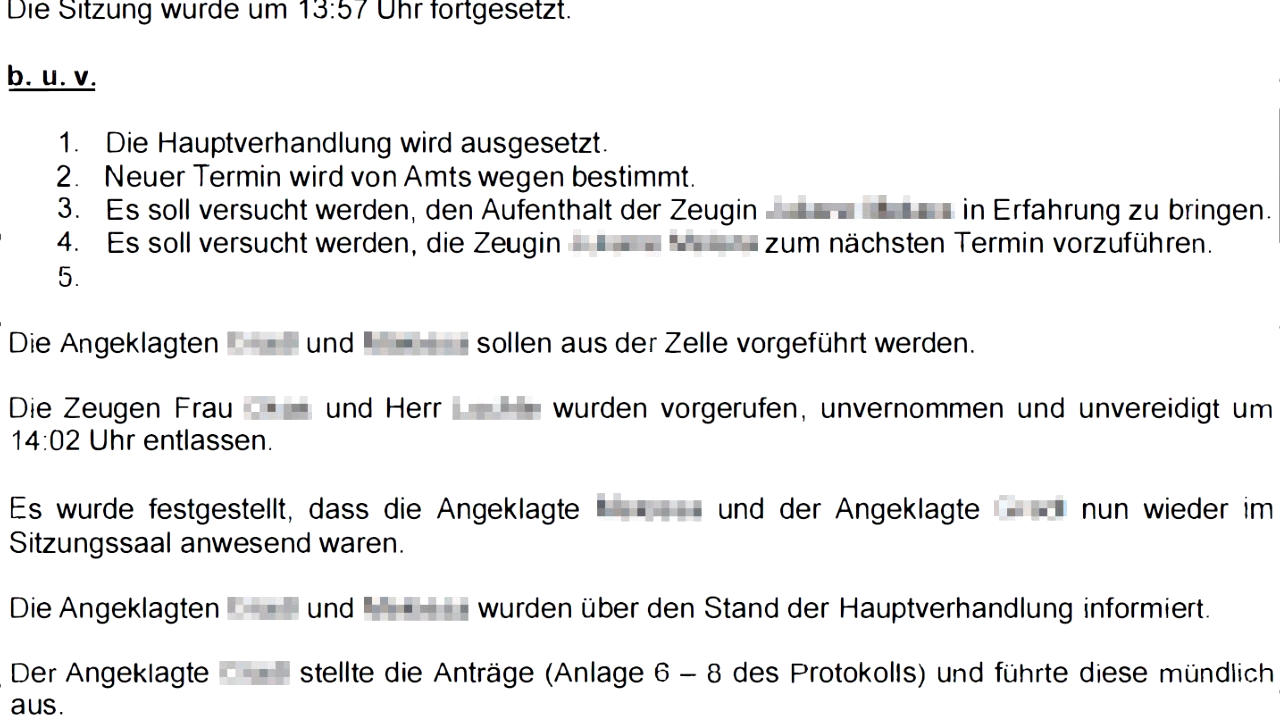 Die Sitzung wurde um 13:57 Uhr fortgesetzt.
b. u. v.
1. Die Hauptverhandlung wird ausgesetzt.
2. Neuer Termin wird von Amts wegen bestimmt.
3. Es soll versucht werden, den Aufenthalt der Zeugin in Erfahrung zu bringen.
4. Es soll versucht werden, die Zeugin zum nächsten Termin vorzuführen.
5.
Die Angeklagten und sollen aus der Zelle vorgeführt werden.
Die Zeugen Frau und Herr wurden vorgerufen, unvernommen und unvereidigt um
14:02 Uhr entlassen.
Es wurde festgestellt, dass die Angeklagte und der Angeklagte nun wieder im
Sitzungssaal anwesend waren.
Die Angeklagten und wurden über den Stand der Hauptverhandlung informiert.
Der Angeklagte stellte die Anträge (Anlage 6 – 8 des Protokolls) und führte diese mündlich
aus.